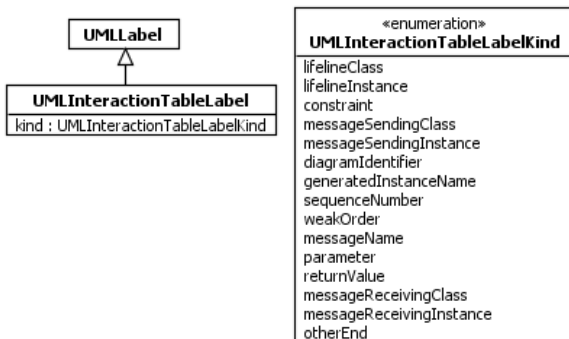 UMLLabel
UMLInteractionTableLabel
kind : UMLInteractionTableLabelKind
«enumeration»
UMLInteractionTableLabelKind
lifelineClass
lifelineInstance
constraint
messageSendingClass
messageSendingInstance
diagramIdentifier
generatedInstanceName
sequenceNumber
weakOrder
messageName
parameter
returnValue
messageReceivingClass
messageReceivingInstance
otherEnd